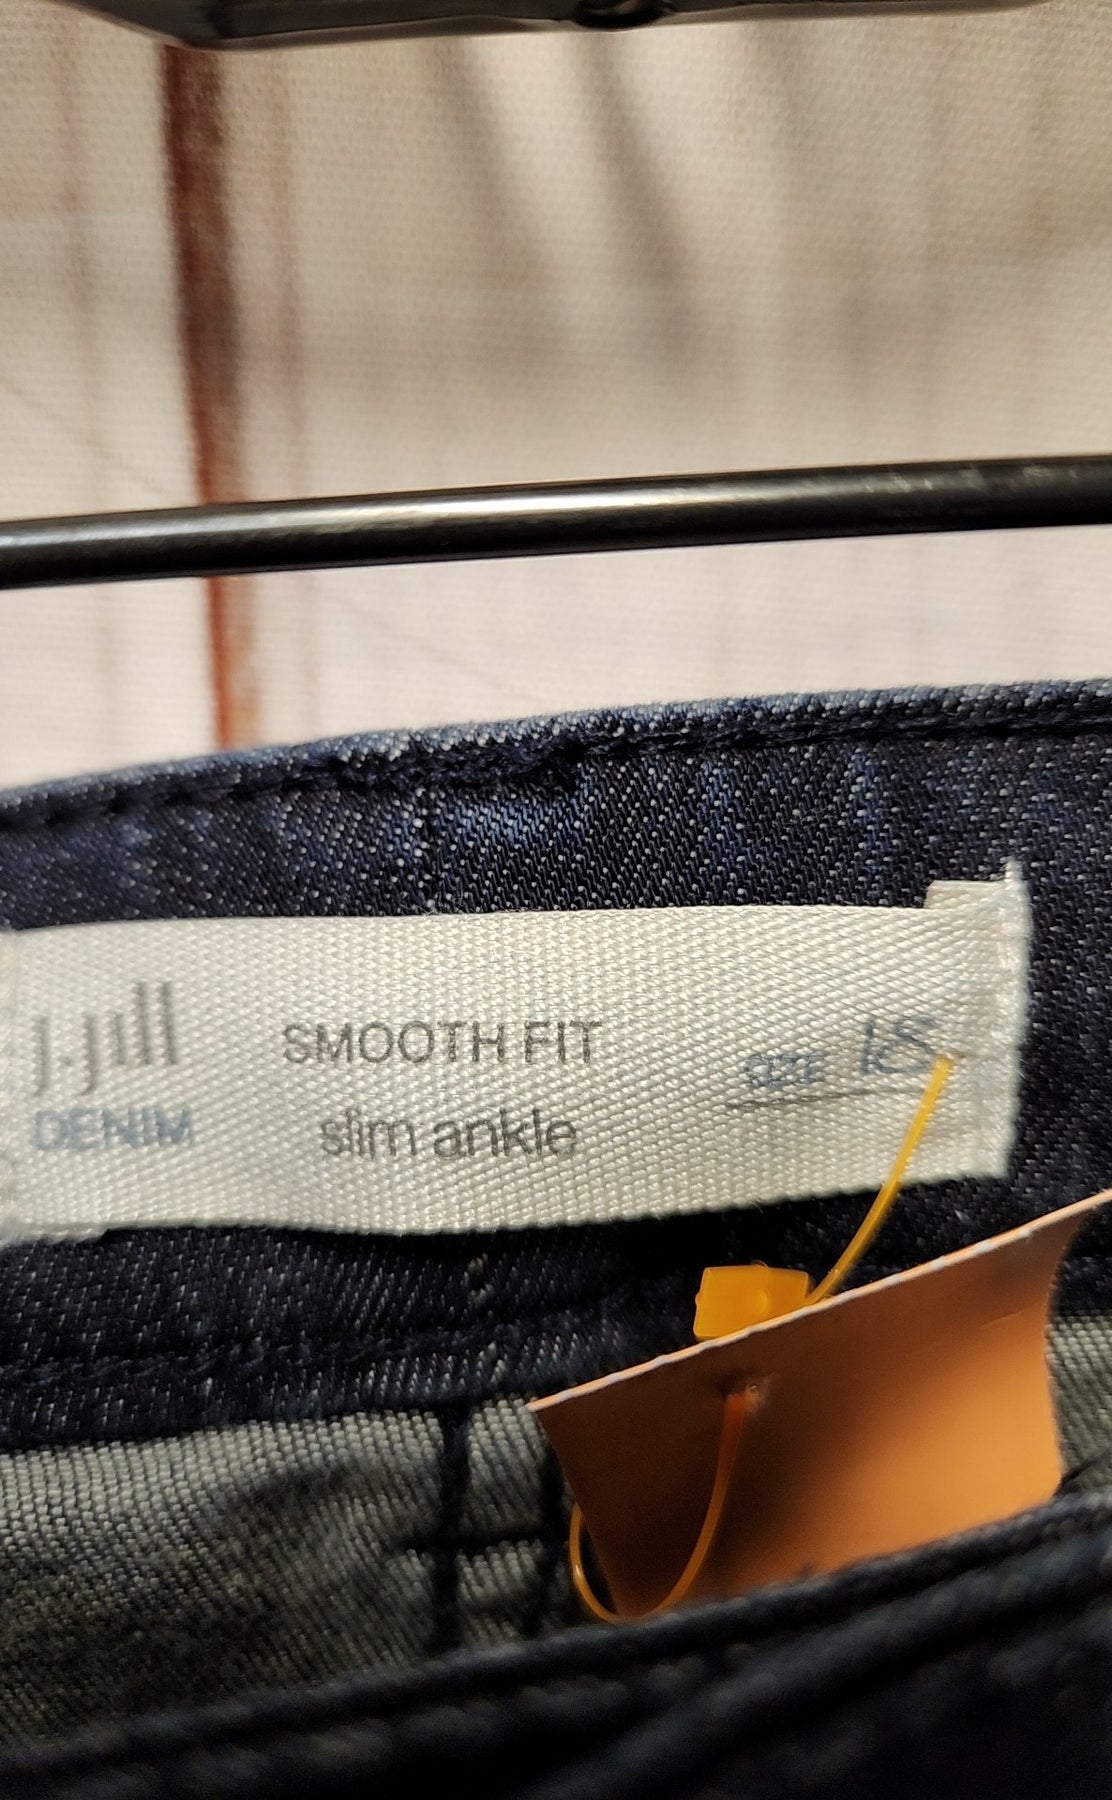 J.Jill
DENIM
SMOOTH FIT
slim ankle
SIZE 18